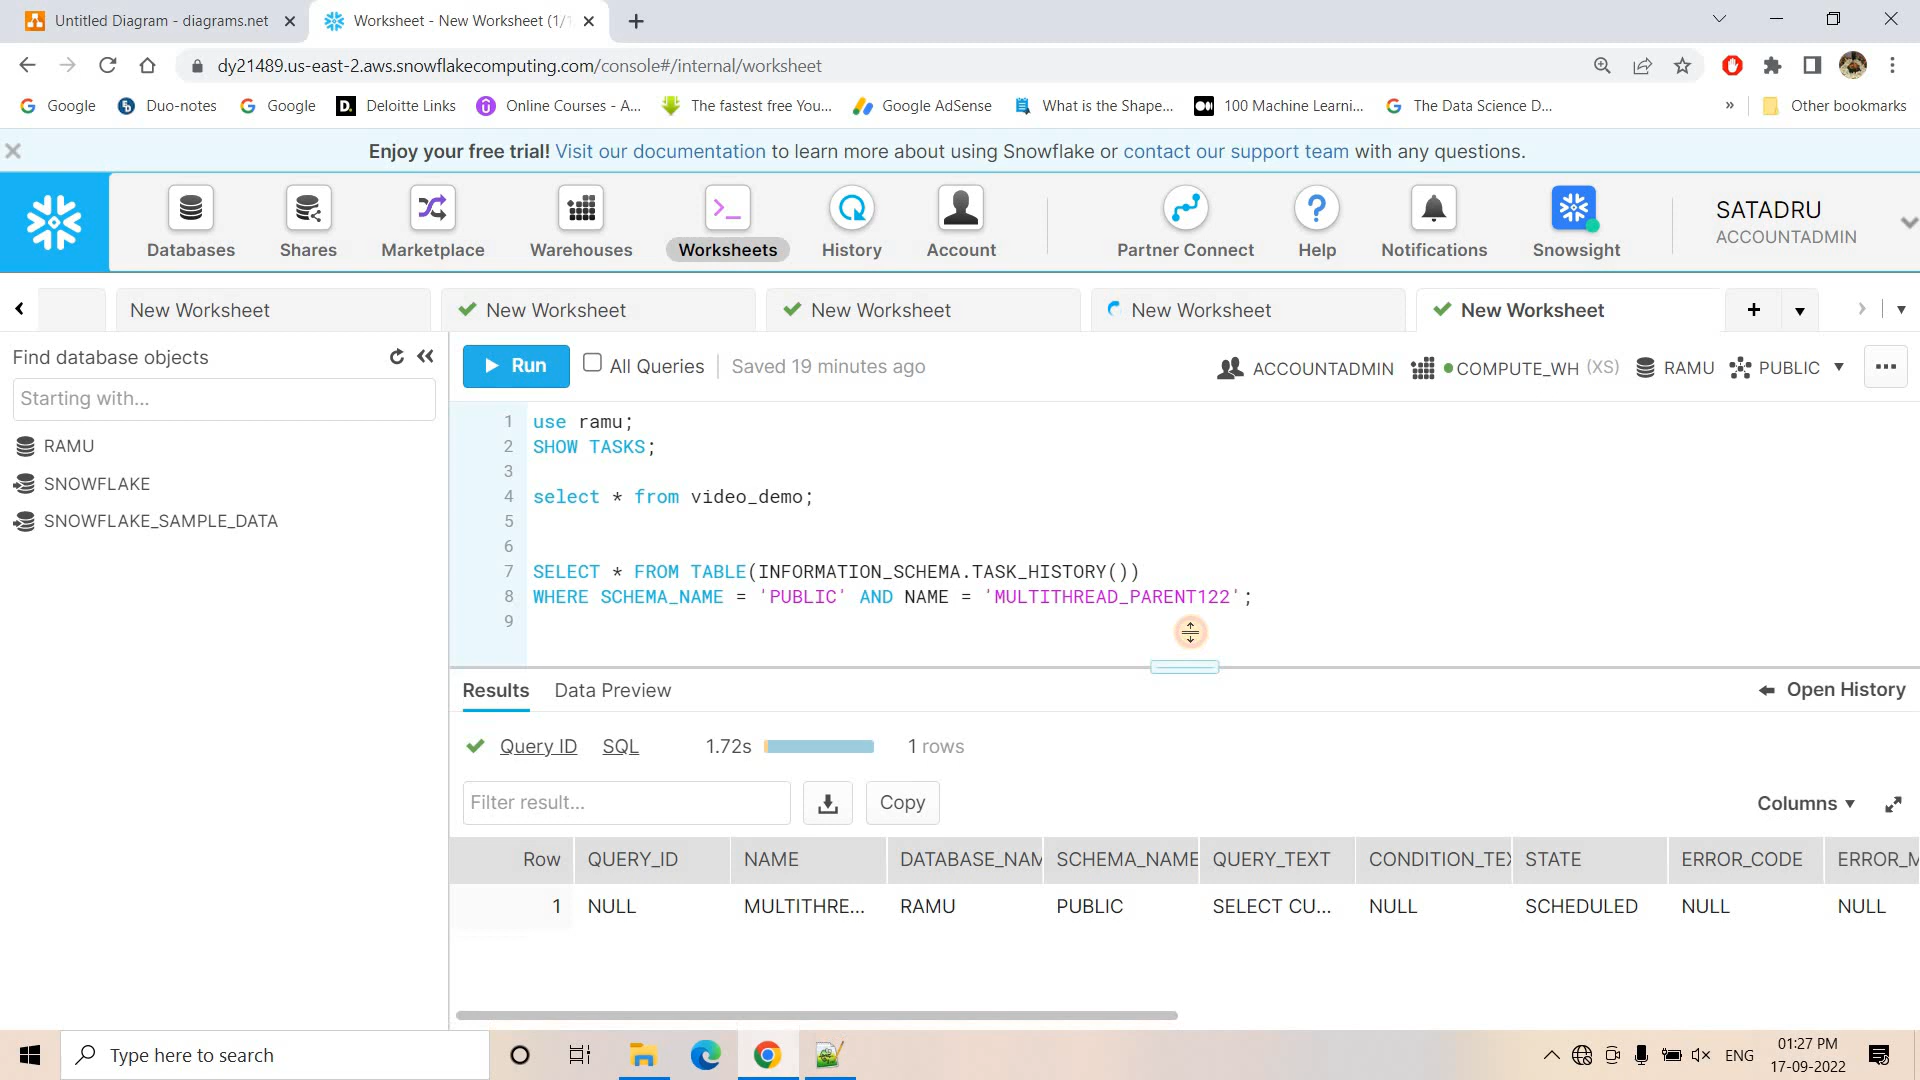 Untitled Diagram - diagrams.net
Worksheet - New Worksheet (1/1
dy21489.us-east-2.aws.snowflakecomputing.com/console#/internal/worksheet
Google
Duo-notes
Google
Deloitte Links
Online Courses - A...
The fastest free You...
Google AdSense
What is the Shape...
100 Machine Learni...
The Data Science D...
»
Other bookmarks
Enjoy your free trial! Visit our documentation to learn more about using Snowflake or contact our support team with any questions.
Databases
Shares
Marketplace
Warehouses
Worksheets
History
Account
Partner Connect
Help
Notifications
Snowsight
SATADRU
ACCOUNTADMIN
New Worksheet
New Worksheet
New Worksheet
New Worksheet
New Worksheet
Find database objects
Starting with...
RAMU
SNOWFLAKE
SNOWFLAKE_SAMPLE_DATA
Run
All Queries
Saved 19 minutes ago
ACCOUNTADMIN
COMPUTE_WH (XS)
RAMU
PUBLIC
1 use ramu;
2 SHOW TASKS;
3
4 select * from video_demo;
5
6
7 SELECT * FROM TABLE(INFORMATION_SCHEMA.TASK_HISTORY())
8 WHERE SCHEMA_NAME = 'PUBLIC' AND NAME = 'MULTITHREAD_PARENT122';
9
Results
Data Preview
Open History
Query ID
SQL
1.72s
1 rows
Filter result...
Copy
Columns
Row QUERY_ID NAME DATABASE_NAM SCHEMA_NAME QUERY_TEXT CONDITION_TEX STATE ERROR_CODE ERROR_M
1 NULL MULTITHRE... RAMU PUBLIC SELECT CU... NULL SCHEDULED NULL NULL
Type here to search
ENG
01:27 PM
17-09-2022